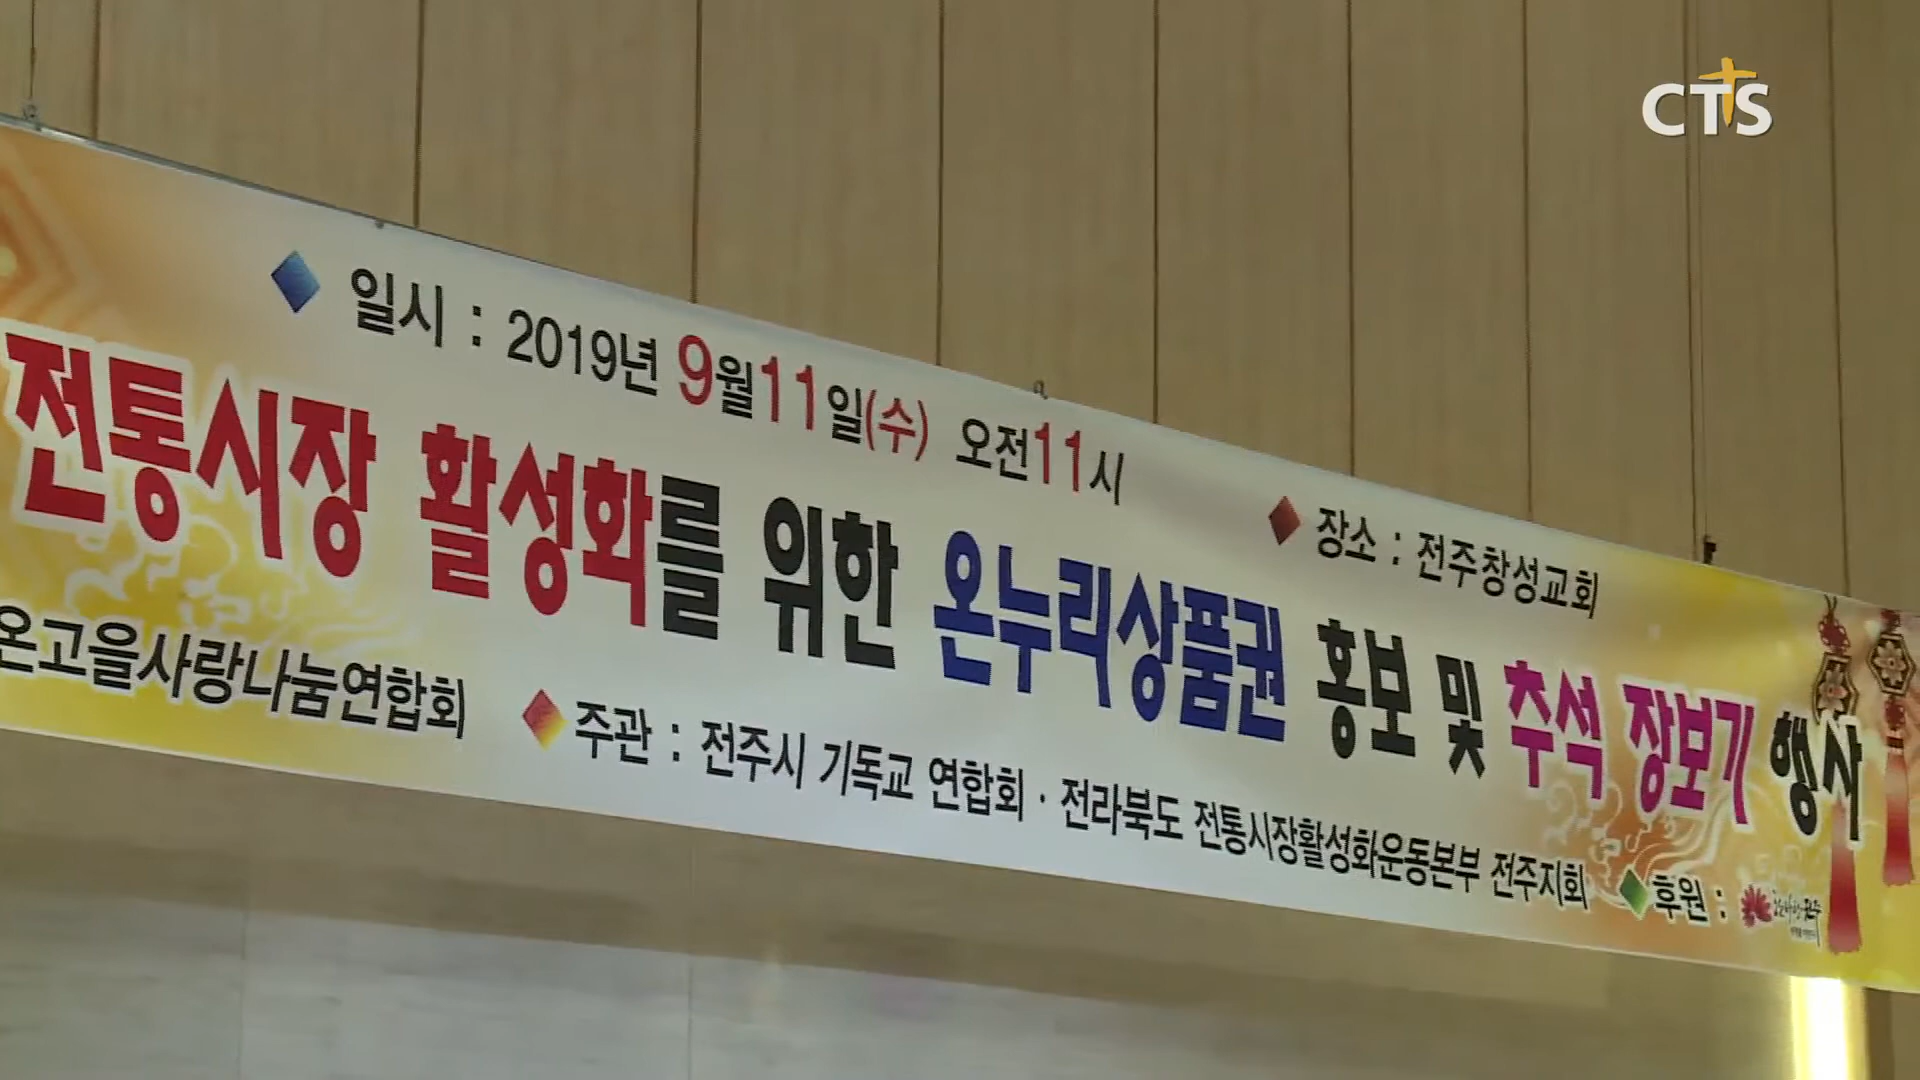 CTS
일시 : 2019년 9월11일(수) 오전11시
장소 : 전주창성교회
전통시장 활성화를 위한 온누리상품권 홍보 및 추석 장보기 행사
온고을사랑나눔연합회
주관 : 전주시 기독교 연합회 · 전라북도 전통시장활성화운동본부 전주지회
후원 :